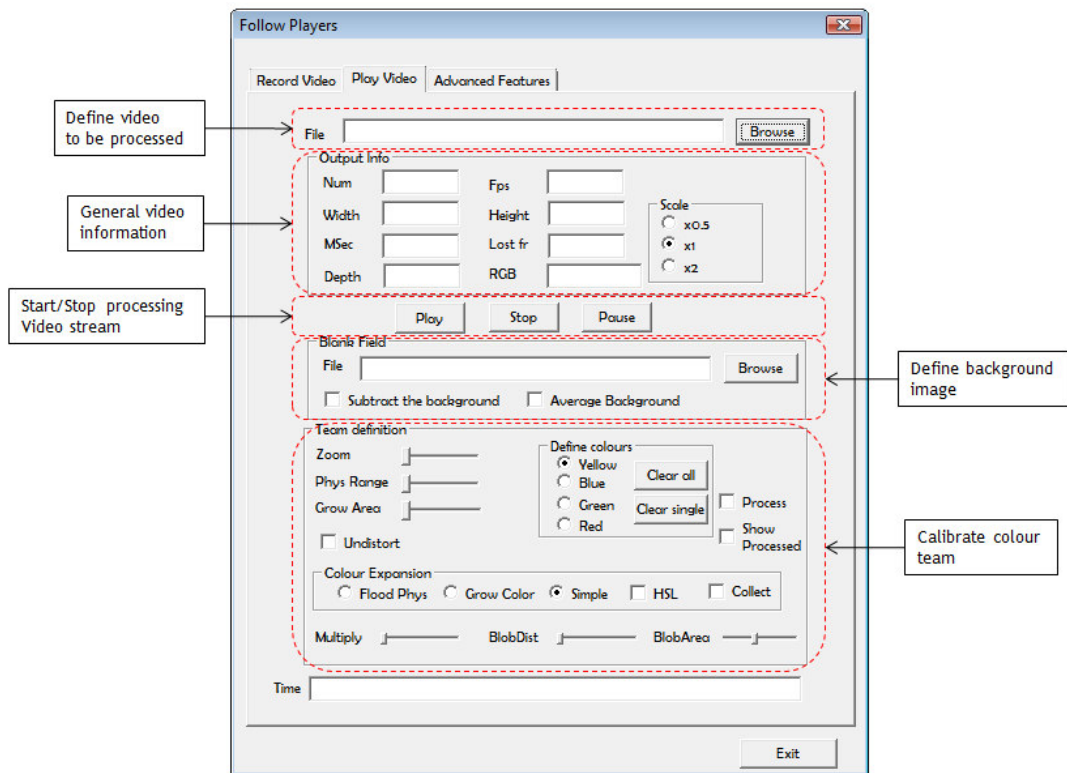 Follow Players
Record Video Play Video Advanced Features
Define video
to be processed
File Browse
Output Info
Num Fps
Width Height
MSec Lost fr
Depth RGB
Scale
x0.5
x1
x2
General video
information
Start/Stop processing
Video stream
Play Stop Pause
Blank Field
File Browse
Subtract the background Average Background
Define background
image
Team definition
Zoom
Phys Range
Grow Area
Undistort
Define colours
Yellow
Blue
Green
Red
Clear all
Clear single
Process
Show
Processed
Calibrate colour
team
Colour Expansion
Flood Phys Grow Color Simple HSL Collect
Multiply BlobDist BlobArea
Time
Exit